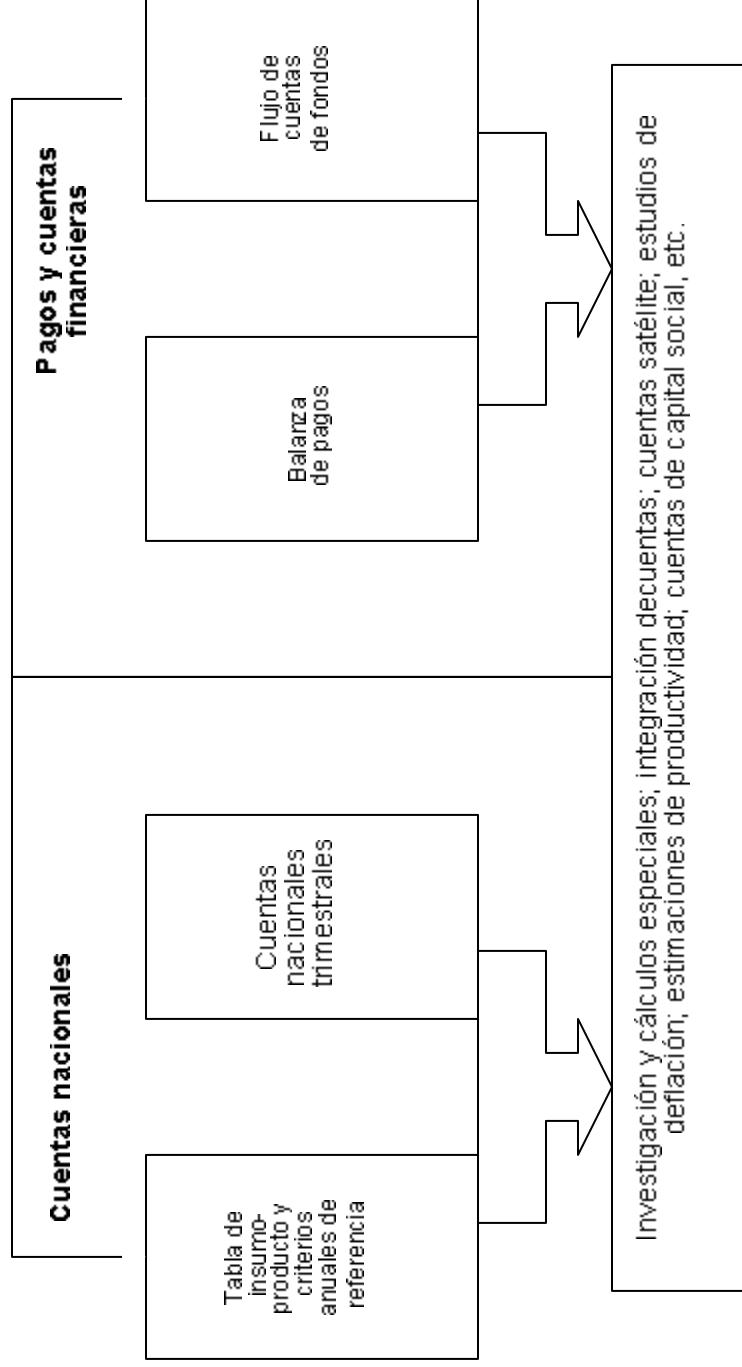 Cuentas nacionales
Pagos y cuentas
financieras
Tabla de
insumo-
producto y
criterios
anuales de
referencia
Cuentas
nacionales
trimestrales
Balanza
de pagos
Flujo de
cuentas
de fondos
Investigación y cálculos especiales; integración decuentas; cuentas satélite; estudios de
deflación; estimaciones de productividad; cuentas de capital social, etc.